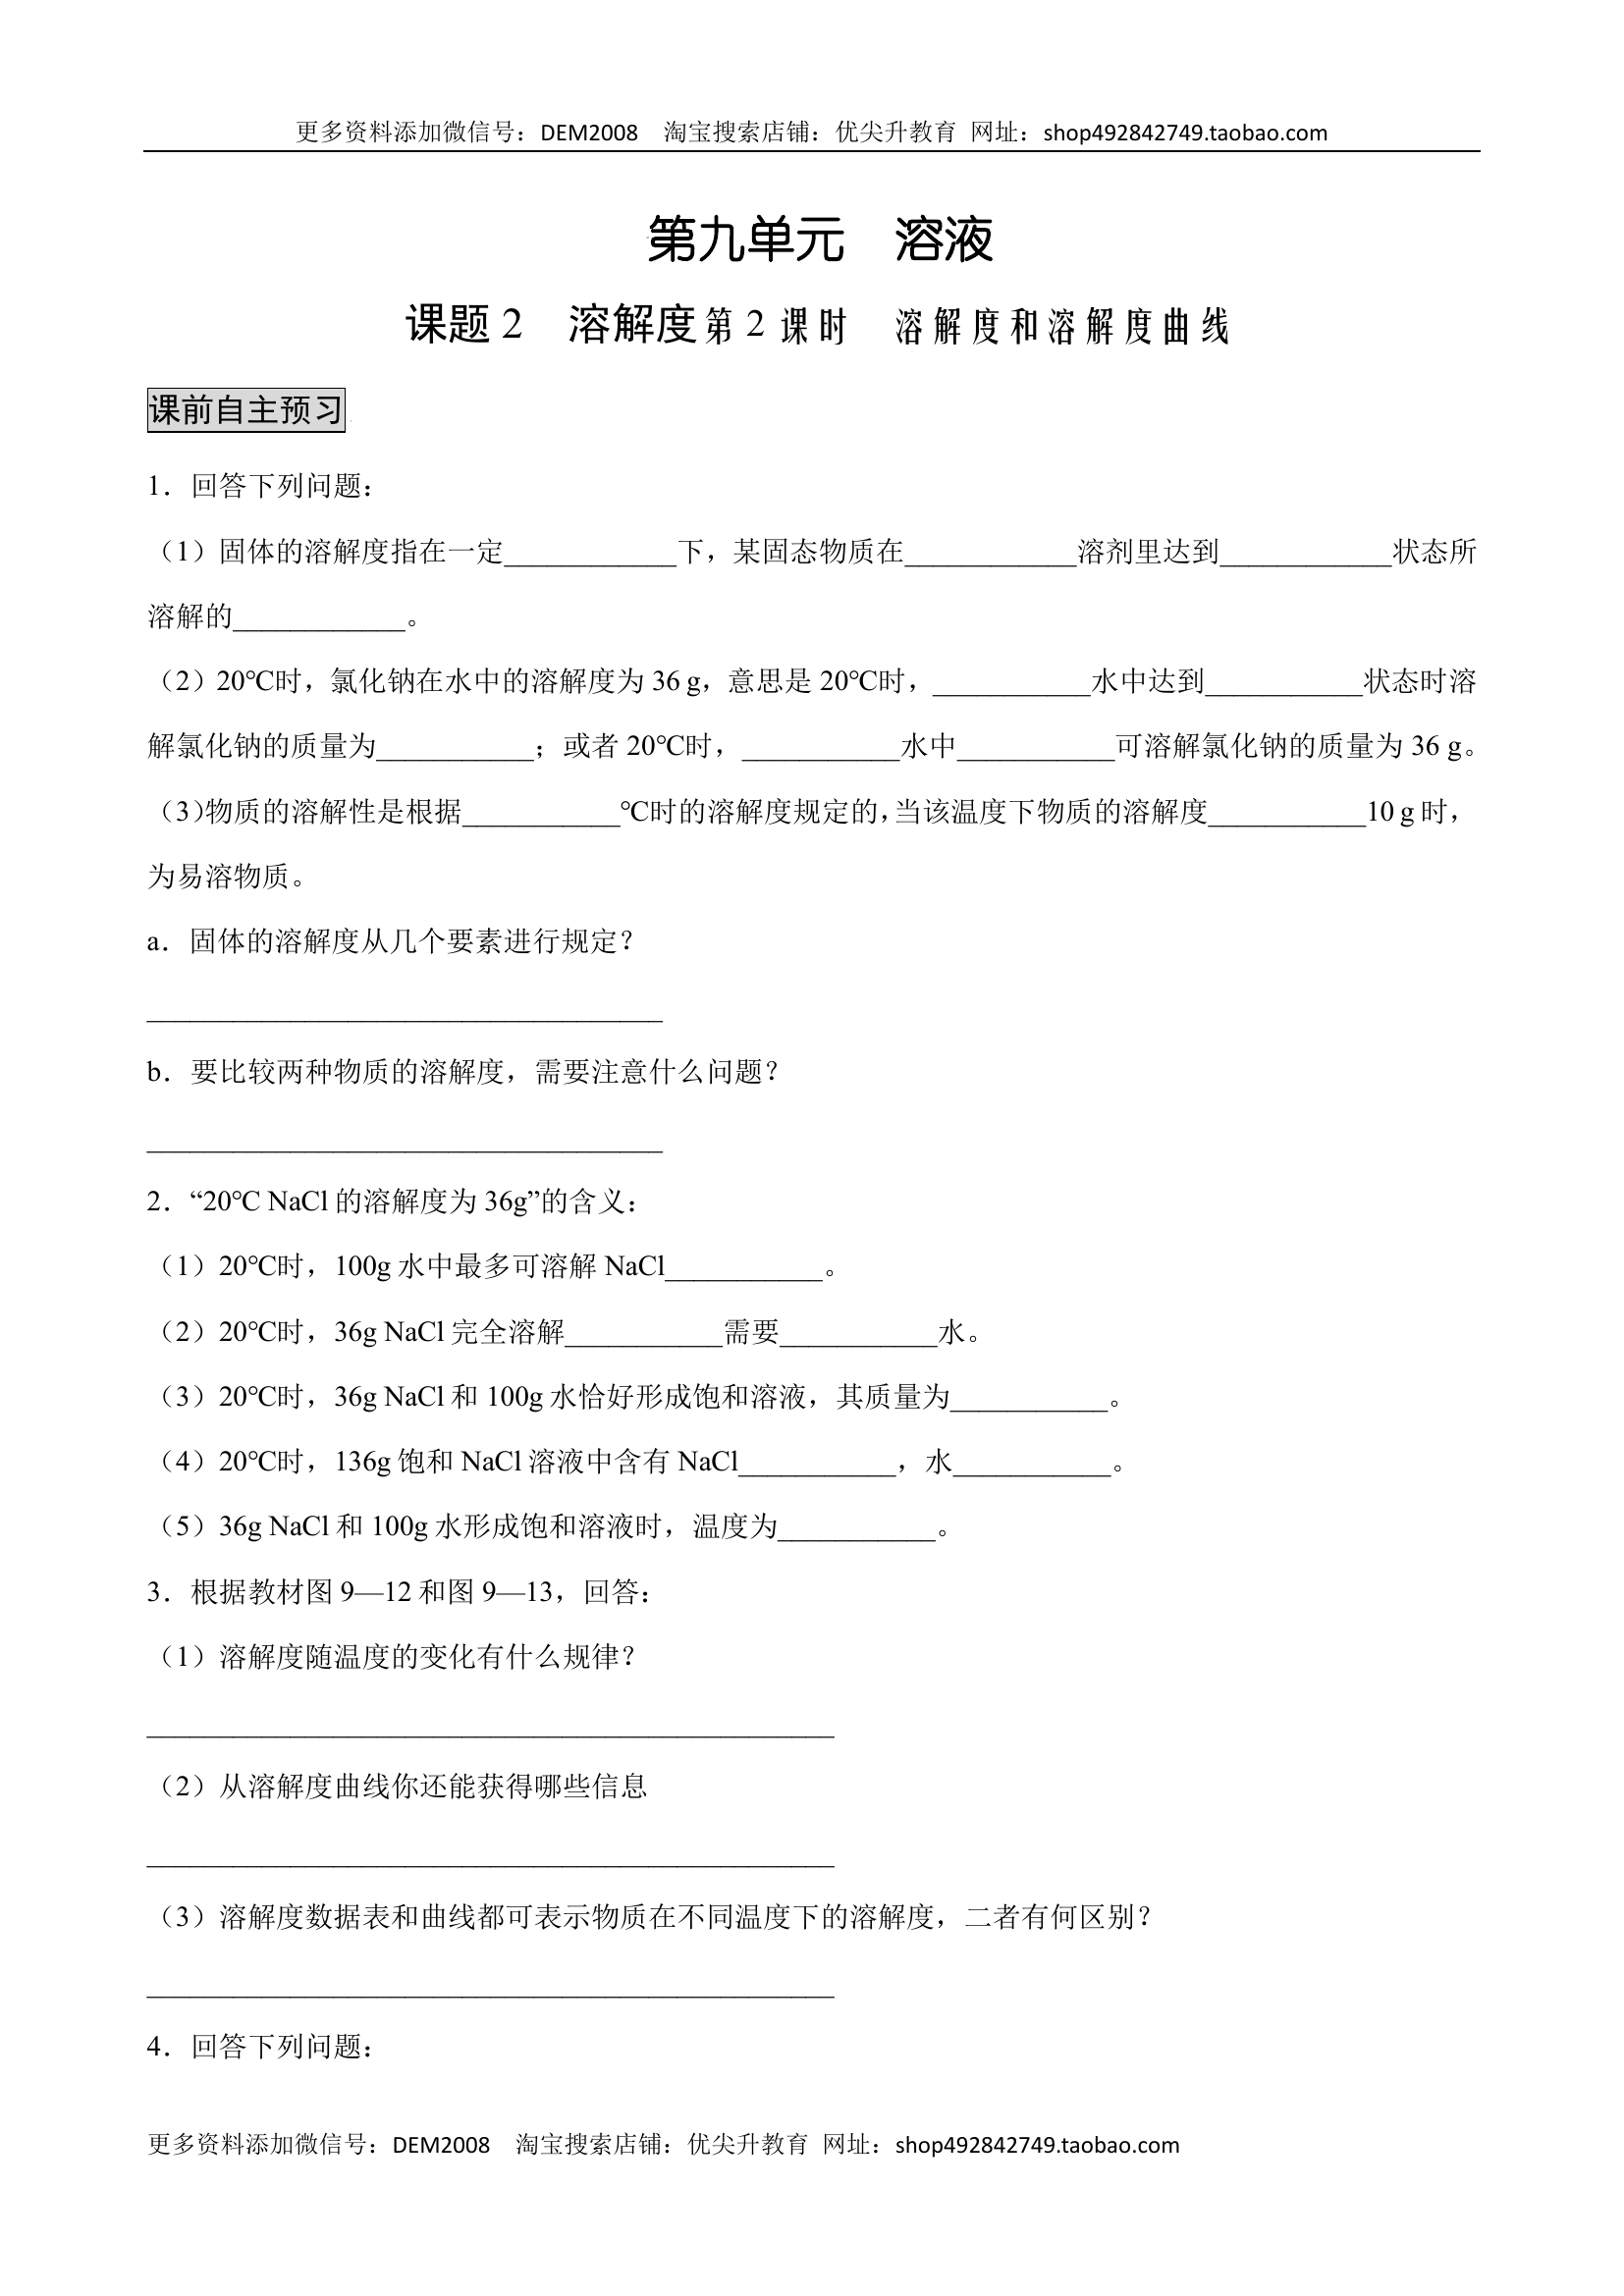 更多资料添加微信号：DEM2008 淘宝搜索店铺：优尖升教育 网址：shop492842749.taobao.com
第九单元 溶液
课题 2 溶解度第 2 课时 溶解度和溶解度曲线
课前自主预习
1．回答下列问题：
（1）固体的溶解度指在一定____________下，某固态物质在____________溶剂里达到____________状态所
溶解的____________。
（2）20℃时，氯化钠在水中的溶解度为 36 g，意思是 20℃时，___________水中达到___________状态时溶
解氯化钠的质量为___________；或者 20℃时，___________水中___________可溶解氯化钠的质量为 36 g。
（3）物质的溶解性是根据___________℃时的溶解度规定的，当该温度下物质的溶解度___________10 g 时，
为易溶物质。
a．固体的溶解度从几个要素进行规定？
____________________________________
b．要比较两种物质的溶解度，需要注意什么问题？
____________________________________
2．“20℃ NaCl 的溶解度为 36g”的含义：
（1）20℃时，100g 水中最多可溶解 NaCl___________。
（2）20℃时，36g NaCl 完全溶解___________需要___________水。
（3）20℃时，36g NaCl 和 100g 水恰好形成饱和溶液，其质量为___________。
（4）20℃时，136g 饱和 NaCl 溶液中含有 NaCl___________，水___________。
（5）36g NaCl 和 100g 水形成饱和溶液时，温度为___________。
3．根据教材图 9—12 和图 9—13，回答：
（1）溶解度随温度的变化有什么规律？
________________________________________________
（2）从溶解度曲线你还能获得哪些信息
________________________________________________
（3）溶解度数据表和曲线都可表示物质在不同温度下的溶解度，二者有何区别？
________________________________________________
4．回答下列问题：
更多资料添加微信号：DEM2008 淘宝搜索店铺：优尖升教育 网址：shop492842749.taobao.com